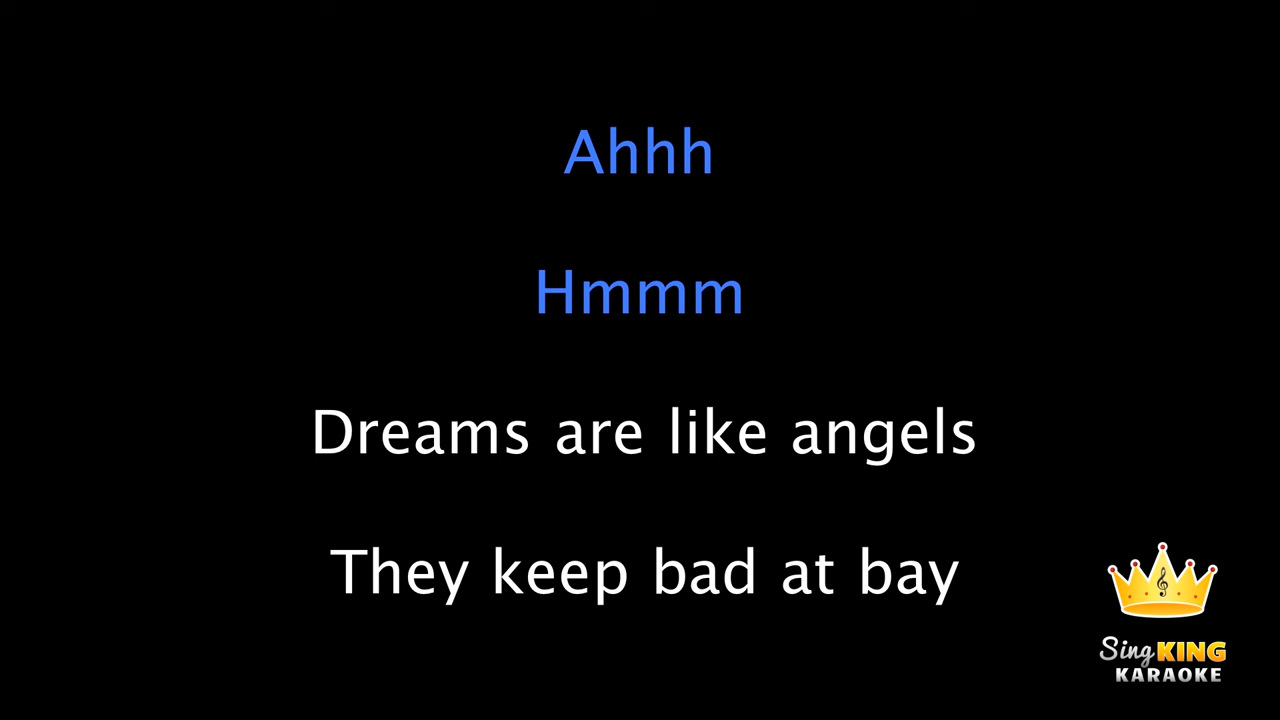 Ahhh
Hmmm
Dreams are like angels
They keep bad at bay
Sing KING
KARAOKE